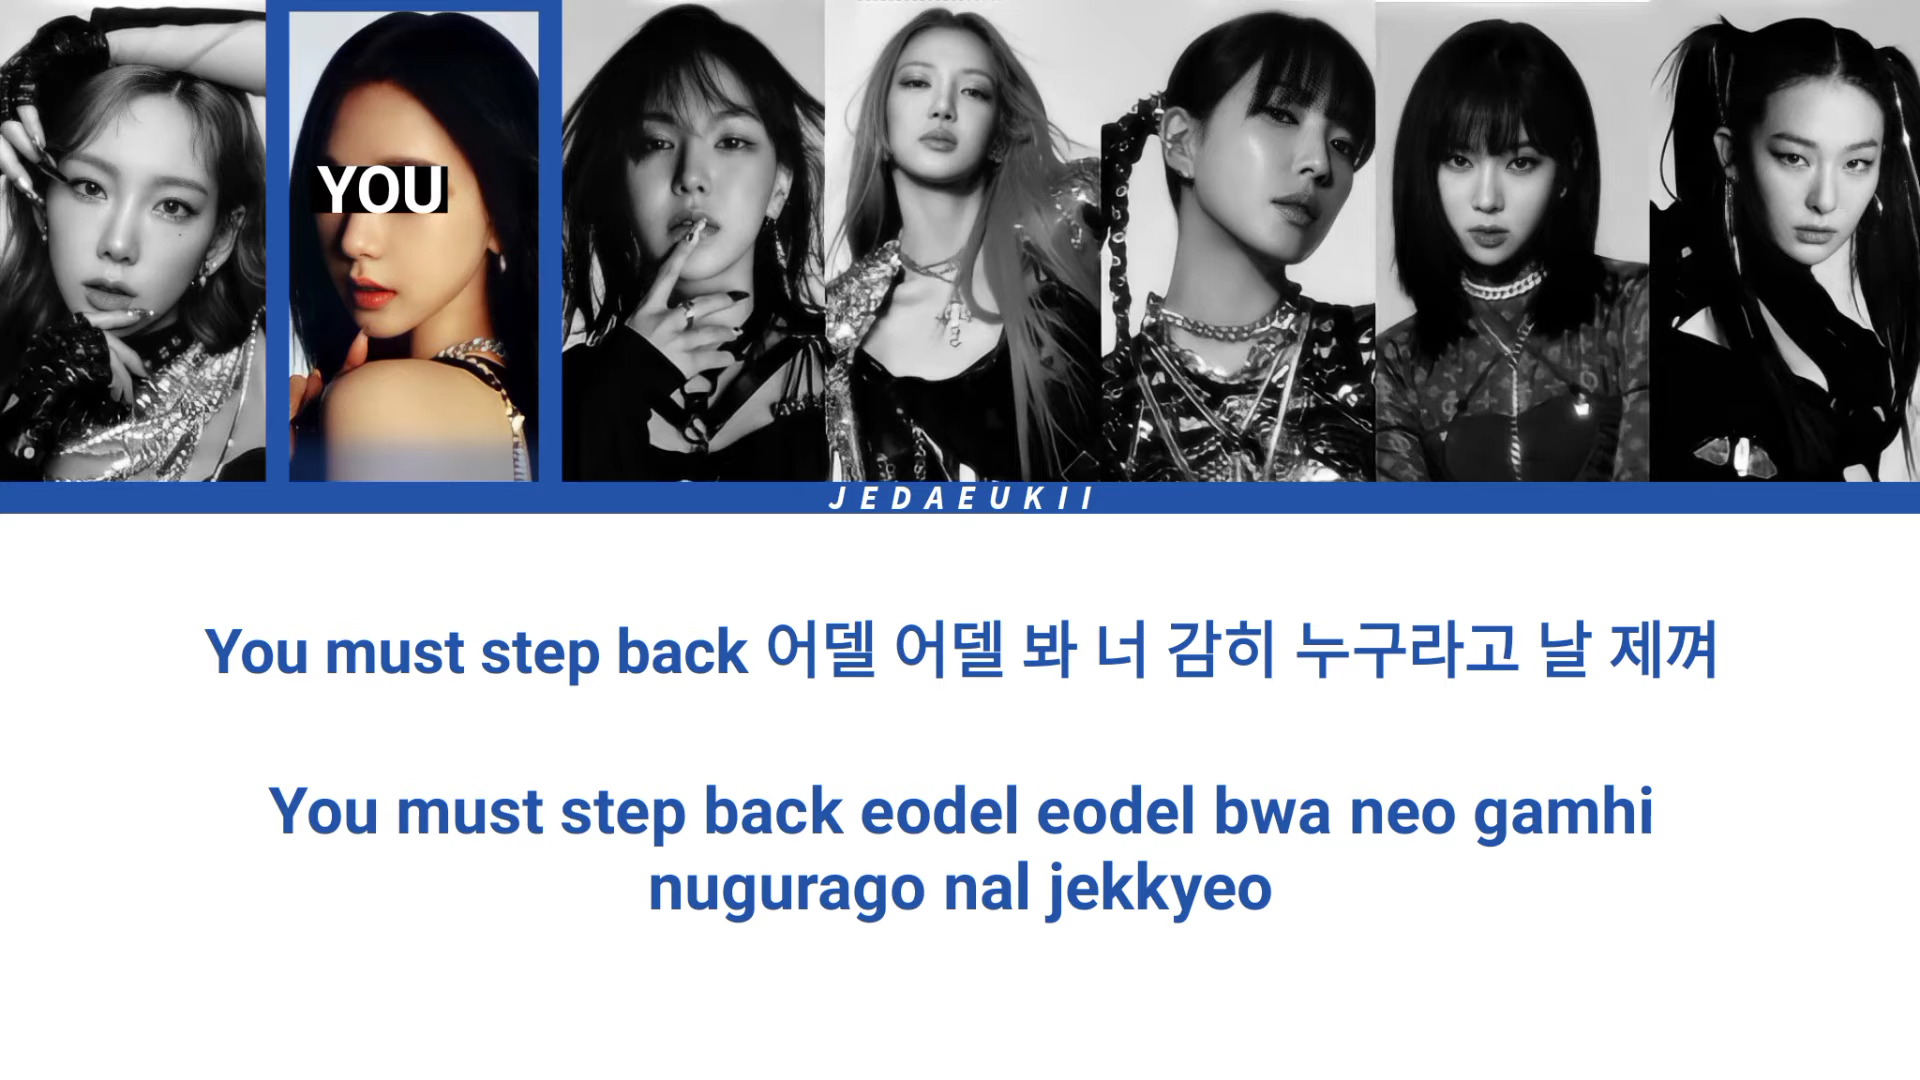 YOU
JEDAEUKII
You must step back 어델 어델 봐 너 감히 누구라고 날 제껴
You must step back eodel eodel bwa neo gamhi
nugurago nal jekkyeo